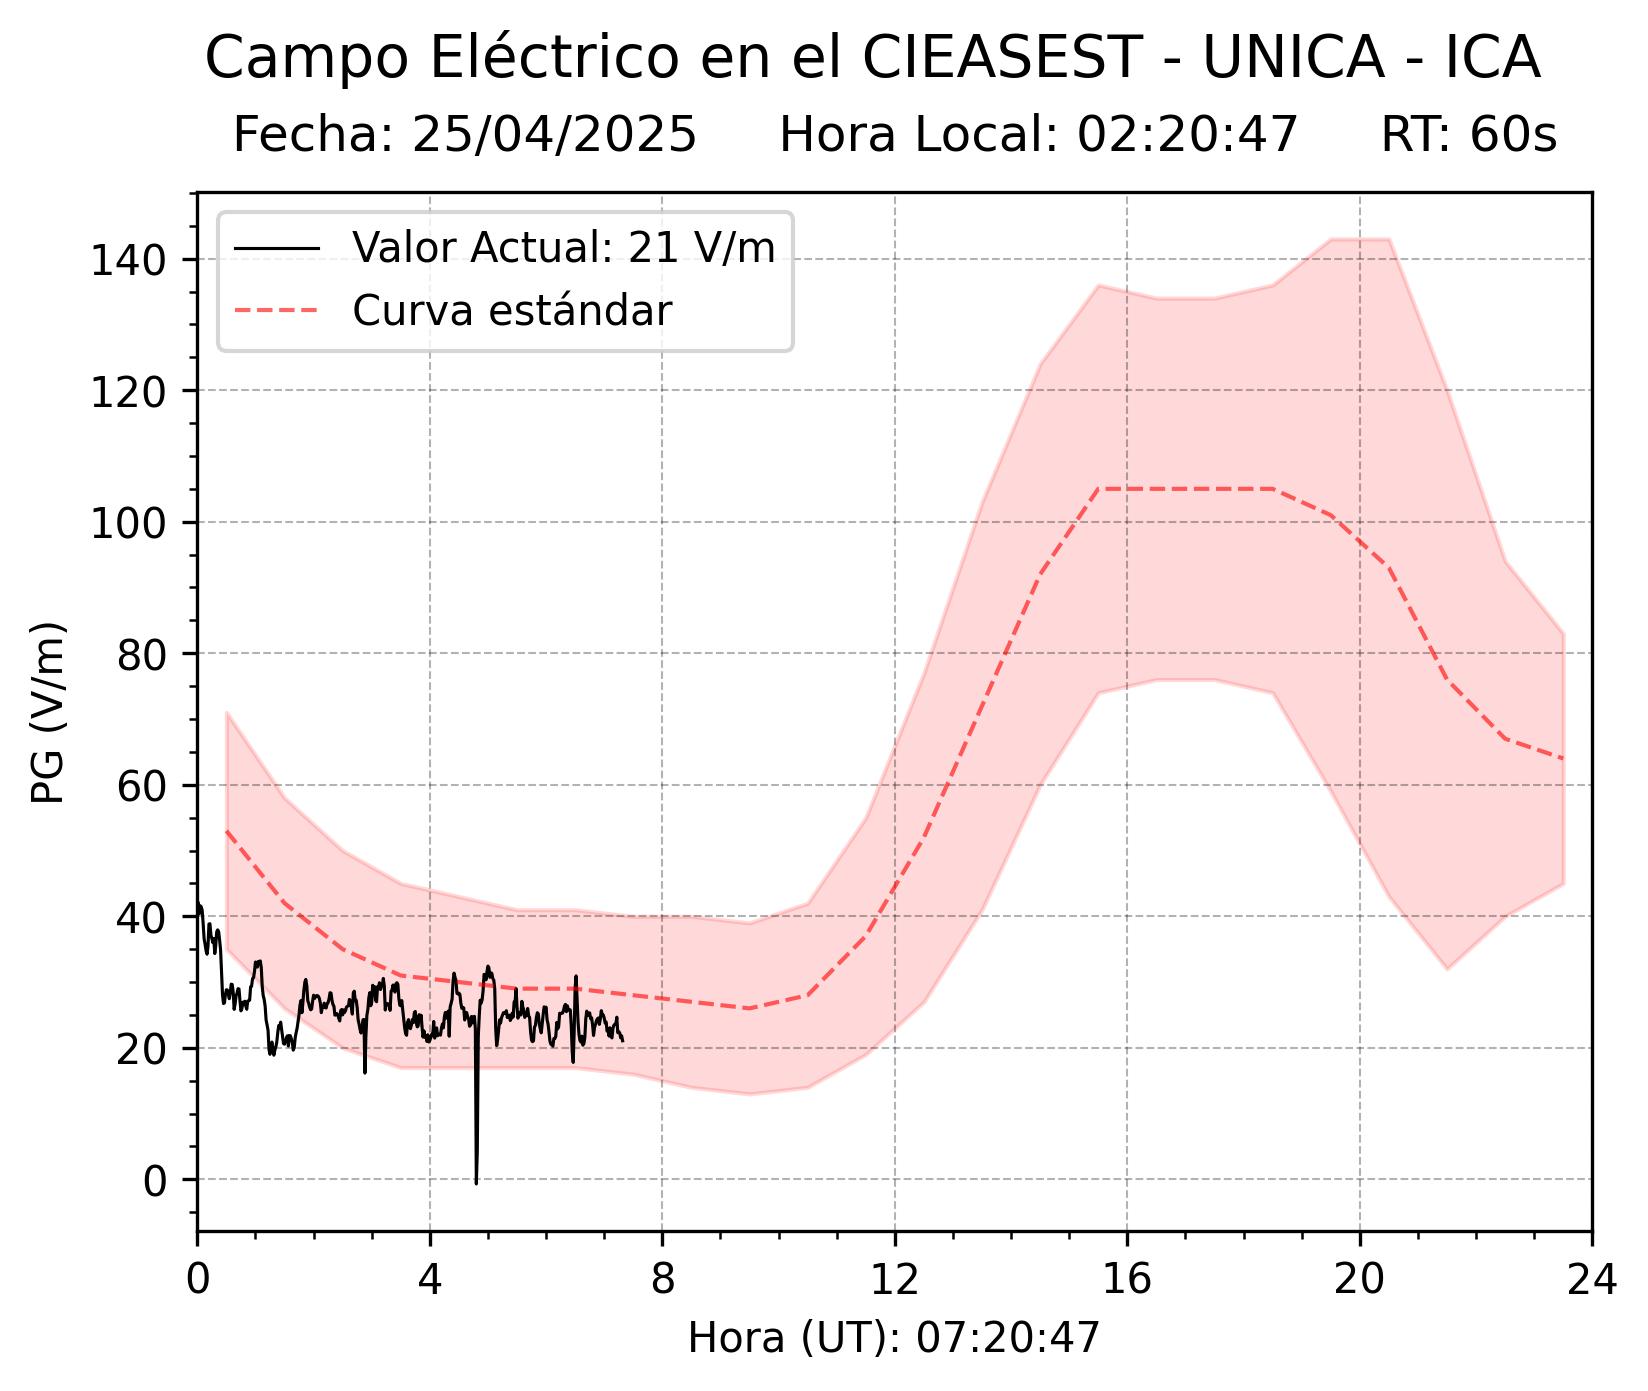 Campo Eléctrico en el CIEASEST - UNICA - ICA
Fecha: 25/04/2025 Hora Local: 02:20:47 RT: 60s
Valor Actual: 21 V/m
Curva estándar
140
120
100
80
60
40
20
0
PG (V/m)
0 4 8 12 16 20 24
Hora (UT): 07:20:47